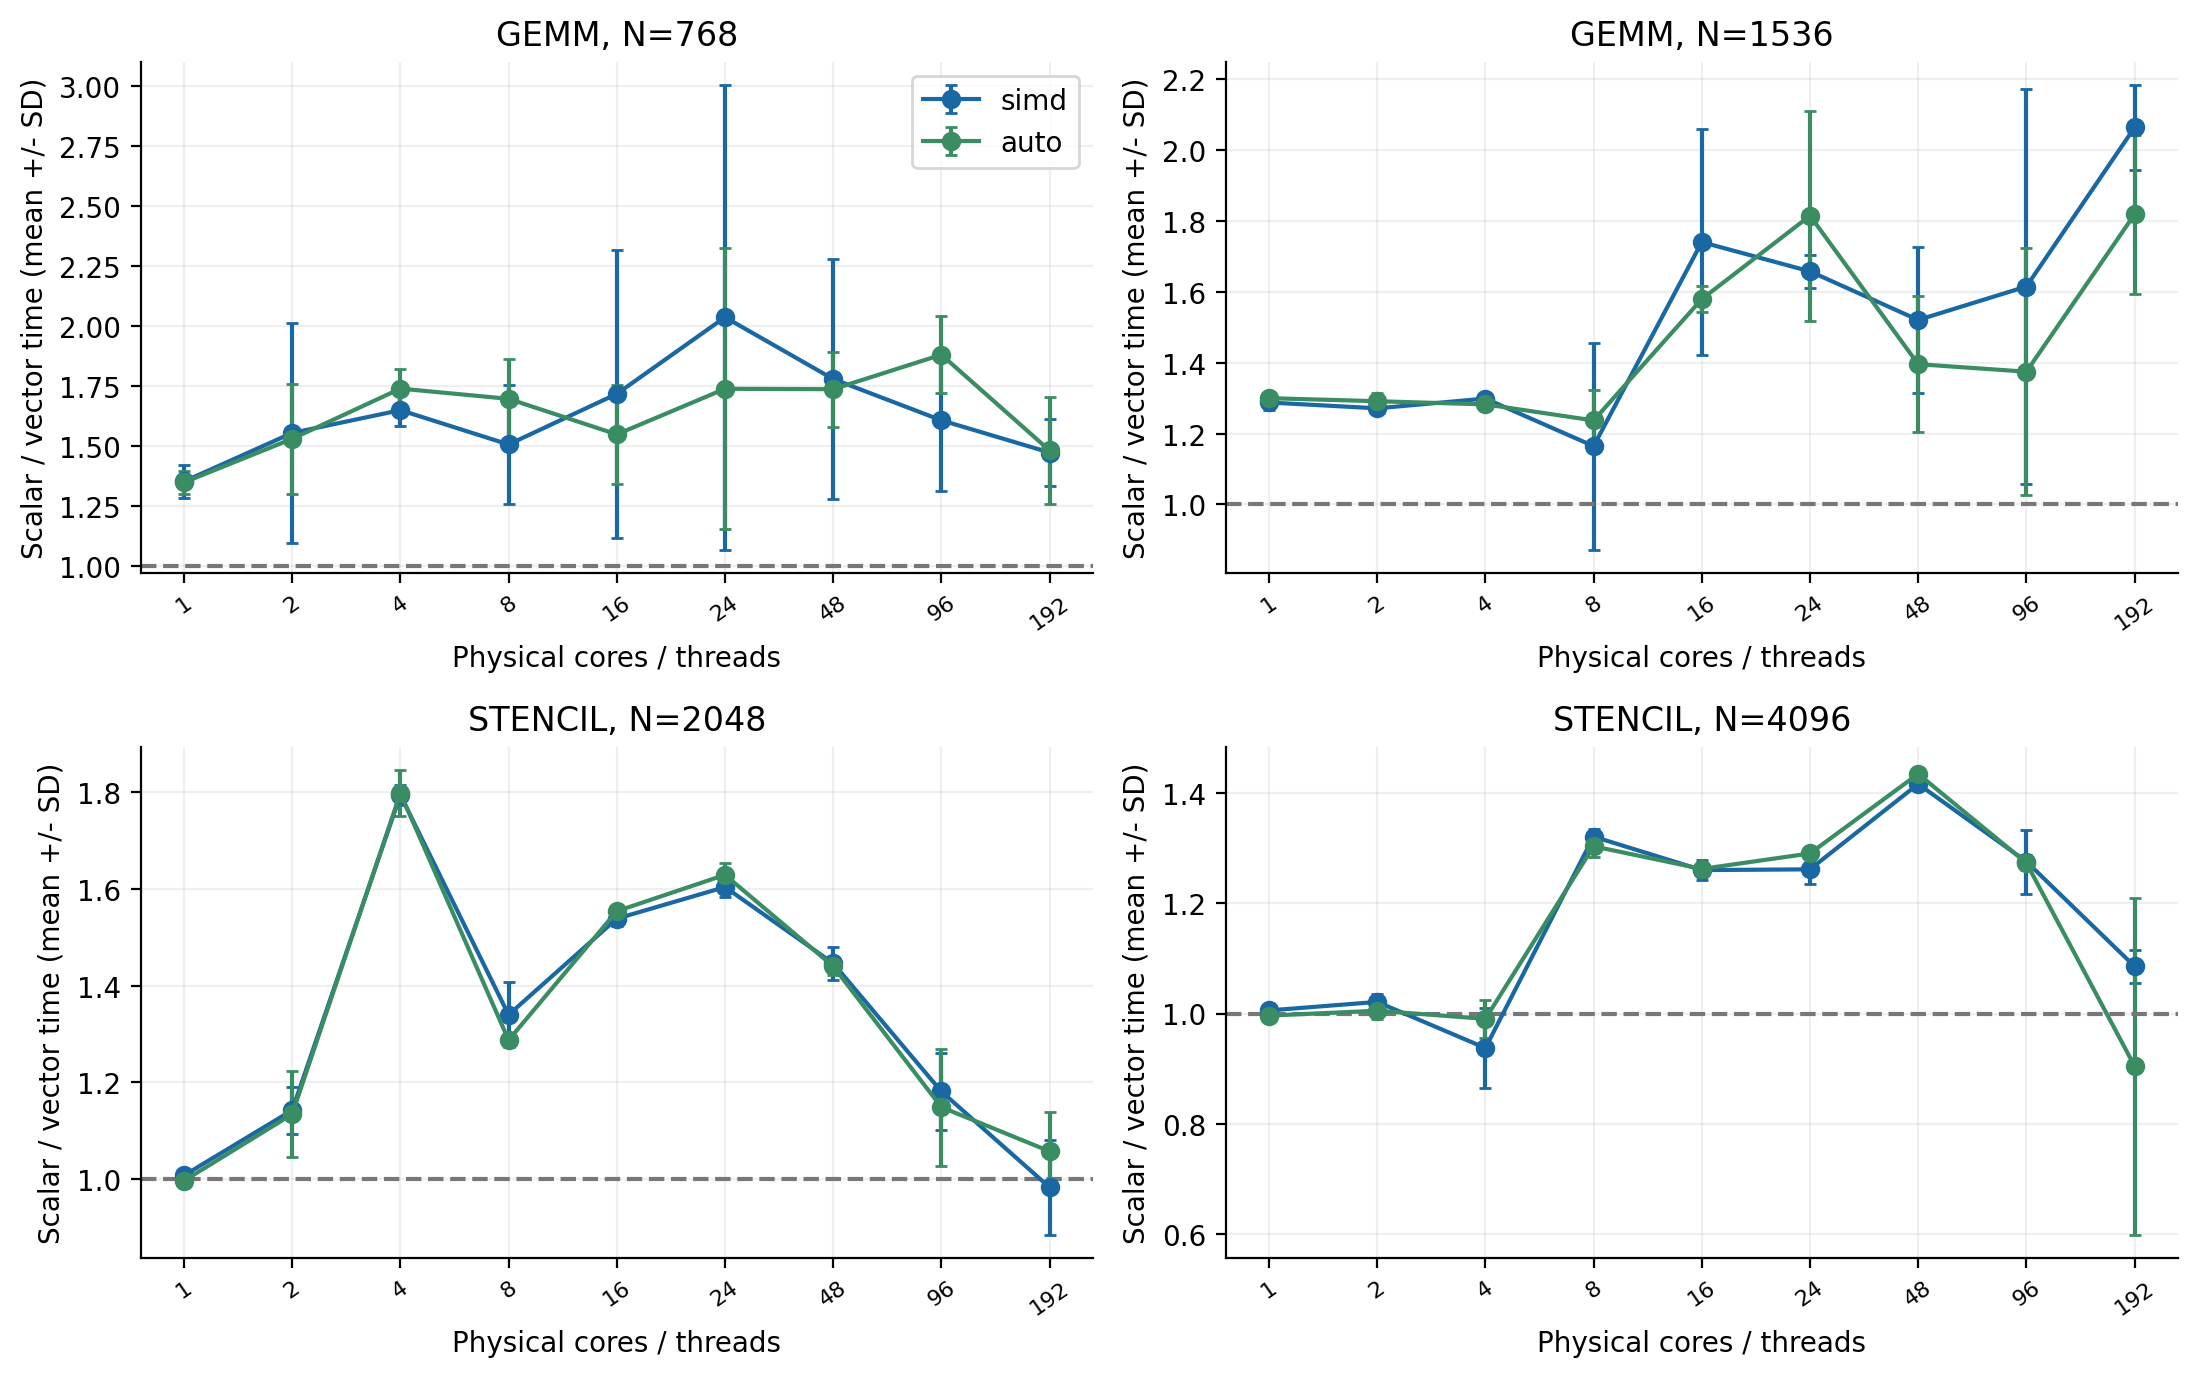 GEMM, N=768
Scalar / vector time (mean +/- SD)
3.00
2.75
2.50
2.25
2.00
1.75
1.50
1.25
1.00
simd
auto
1 2 4 8 16 24 48 96 192
Physical cores / threads
GEMM, N=1536
Scalar / vector time (mean +/- SD)
2.2
2.0
1.8
1.6
1.4
1.2
1.0
1 2 4 8 16 24 48 96 192
Physical cores / threads
STENCIL, N=2048
Scalar / vector time (mean +/- SD)
1.8
1.6
1.4
1.2
1.0
1 2 4 8 16 24 48 96 192
Physical cores / threads
STENCIL, N=4096
Scalar / vector time (mean +/- SD)
1.4
1.2
1.0
0.8
0.6
1 2 4 8 16 24 48 96 192
Physical cores / threads